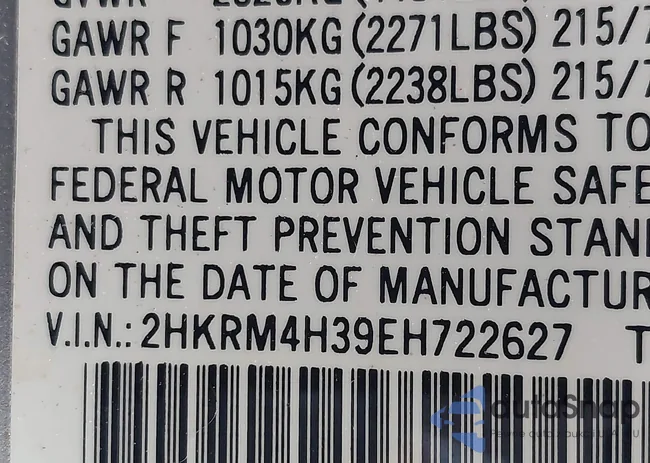 GAWR F 1030KG (2271LBS) 215/7
GAWR R 1015KG (2238LBS) 215/7
THIS VEHICLE CONFORMS TO
FEDERAL MOTOR VEHICLE SAFE
AND THEFT PREVENTION STAN
ON THE DATE OF MANUFACTUR
V.I.N.: 2HKRM4H39EH722627 T
autoSnap